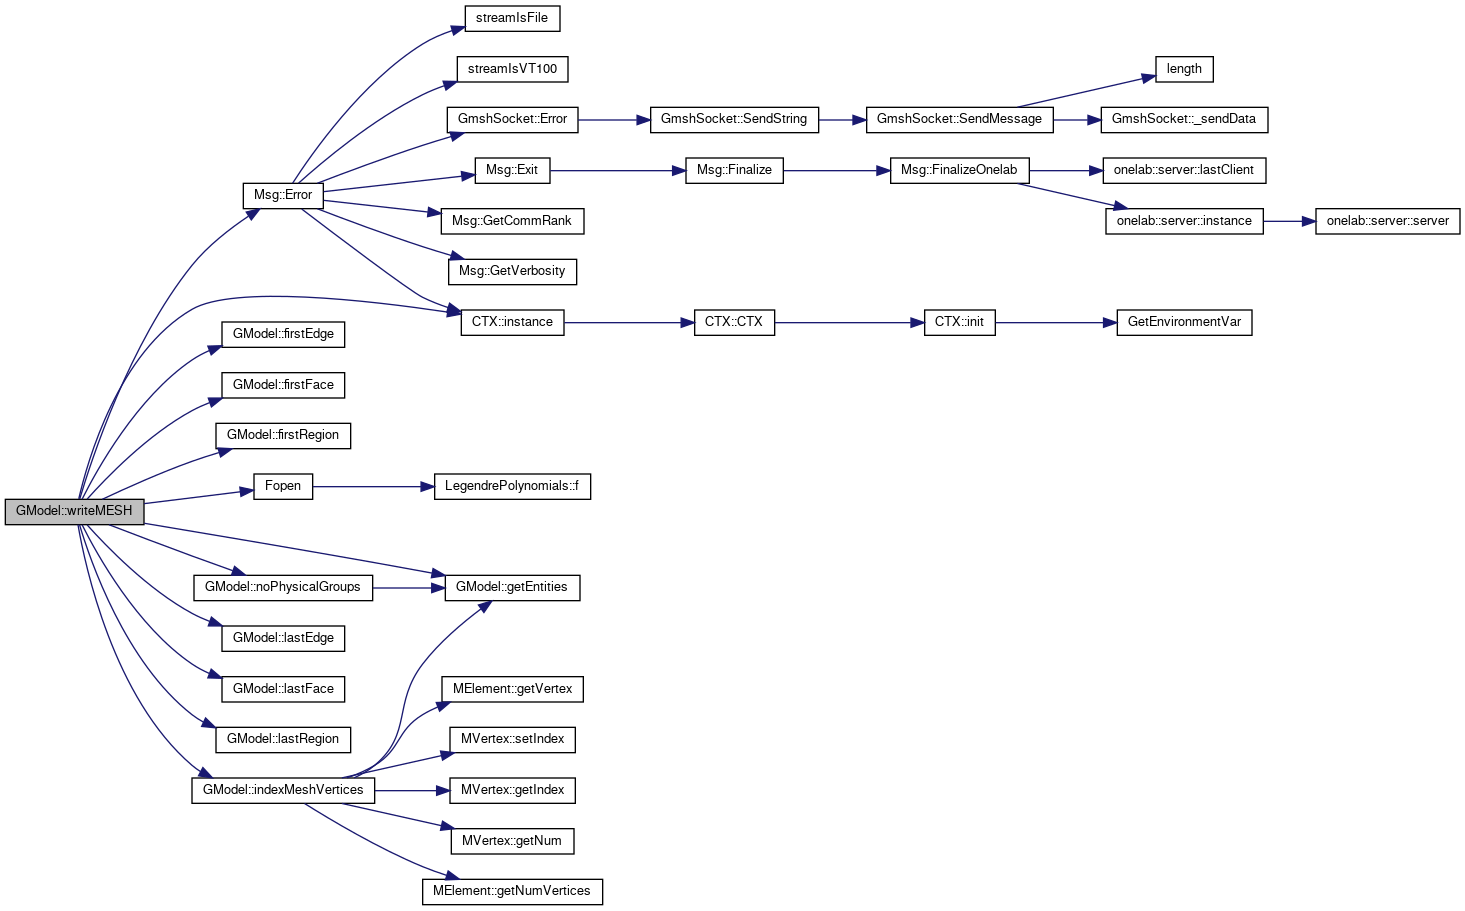 streamIsFile
streamIsVT100
length
GmshSocket::Error
GmshSocket::SendString
GmshSocket::SendMessage
GmshSocket::_sendData
Msg::Exit
Msg::Finalize
Msg::FinalizeOnelab
onelab::server::lastClient
Msg::Error
Msg::GetCommRank
onelab::server::instance
onelab::server::server
Msg::GetVerbosity
CTX::instance
CTX::CTX
CTX::init
GetEnvironmentVar
GModel::firstEdge
GModel::firstFace
GModel::firstRegion
Fopen
LegendrePolynomials::f
GModel::writeMESH
GModel::noPhysicalGroups
GModel::getEntities
GModel::lastEdge
GModel::lastFace
MElement::getVertex
GModel::lastRegion
MVertex::setIndex
GModel::indexMeshVertices
MVertex::getIndex
MVertex::getNum
MElement::getNumVertices